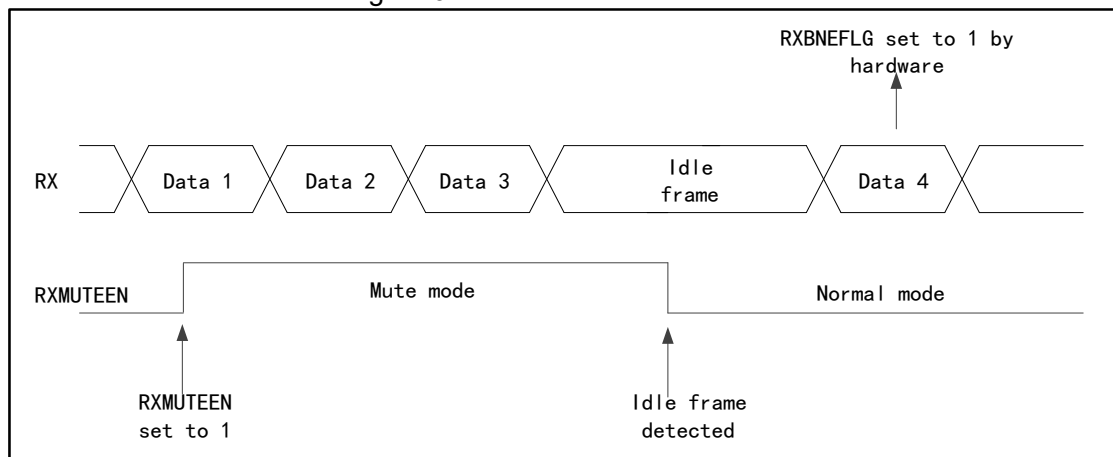 RXBNEFLG set to 1 by
hardware
RX
Data 1
Data 2
Data 3
Idle
frame
Data 4
RXMUTEEN
Mute mode
Normal mode
RXMUTEEN
set to 1
Idle frame
detected